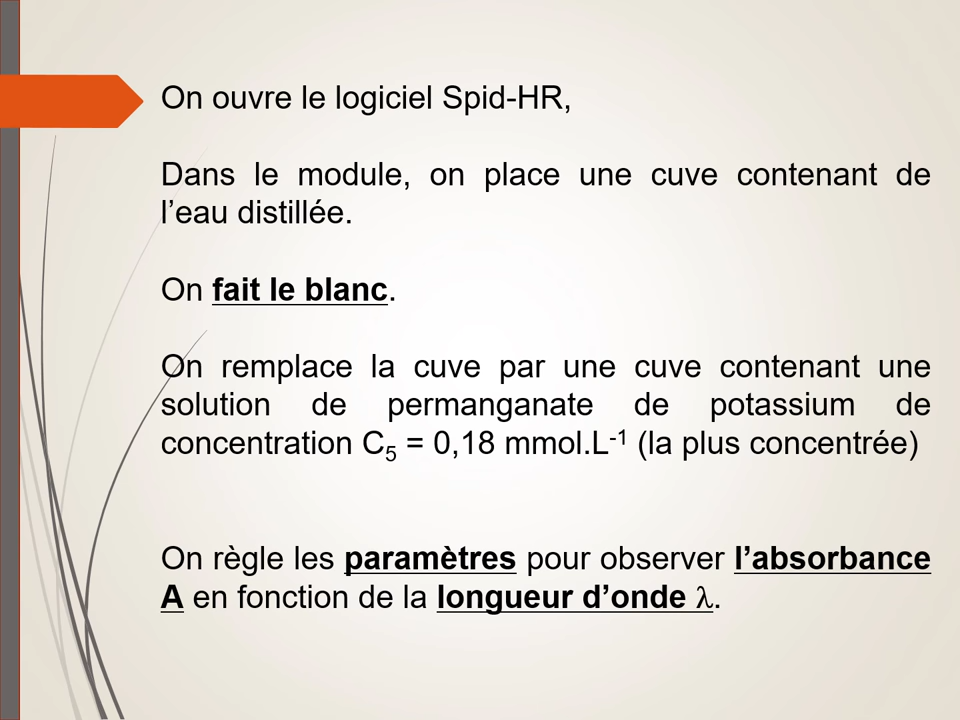 On ouvre le logiciel Spid-HR,
Dans le module, on place une cuve contenant de
l’eau distillée.
On fait le blanc.
On remplace la cuve par une cuve contenant une
solution de permanganate de potassium de
concentration C₅ = 0,18 mmol.L⁻¹ (la plus concentrée)
On règle les paramètres pour observer l’absorbance
A en fonction de la longueur d’onde λ.